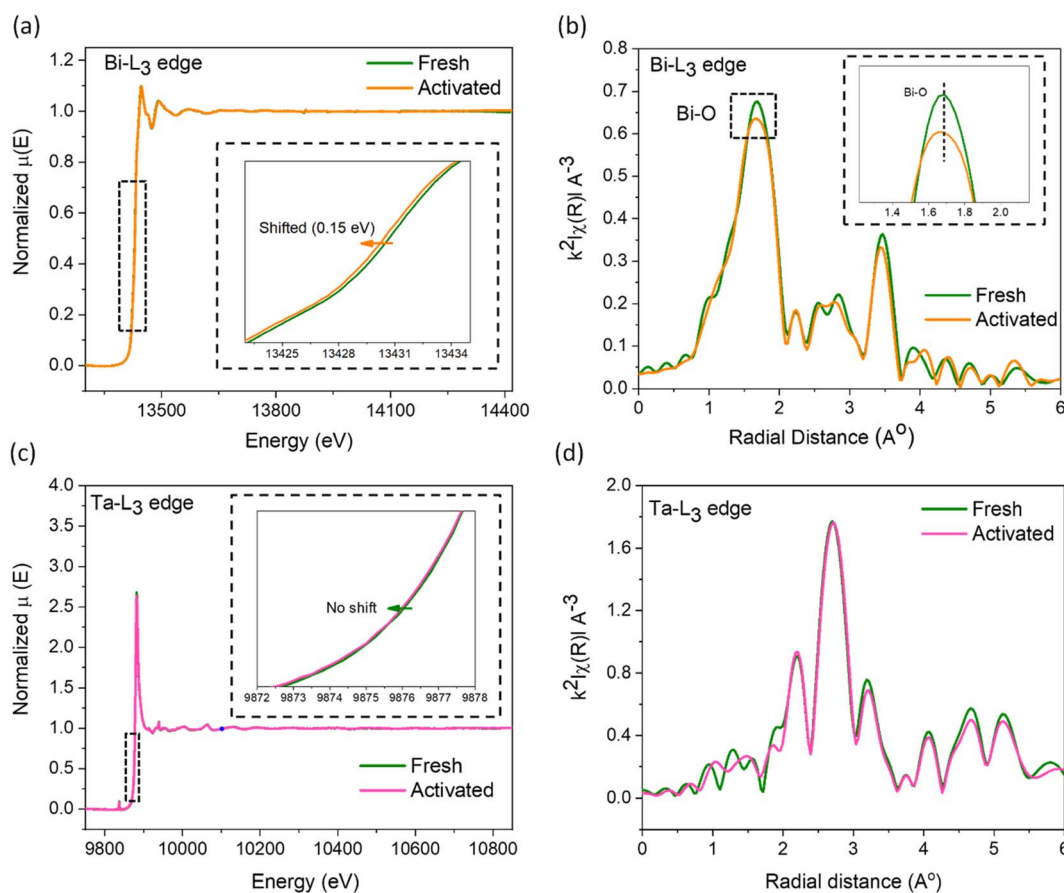 (a)
Bi-L₃ edge
Fresh
Activated
Normalized μ(E)
1.2
1.0
0.8
0.6
0.4
0.2
0.0
Shifted (0.15 eV)
13425 13428 13431 13434
13500 13800 14100 14400
Energy (eV)
(b)
Bi-L₃ edge
Bi-O
k²Iχ(R)I A⁻³
0.8
0.7
0.6
0.5
0.4
0.3
0.2
0.1
0.0
Bi-O
1.4 1.6 1.8 2.0
Fresh
Activated
0 1 2 3 4 5 6
Radial Distance (Aᴼ)
(c)
Ta-L₃ edge
Normalized μ (E)
4.0
3.5
3.0
2.5
2.0
1.5
1.0
0.5
0.0
No shift
9872 9873 9874 9875 9876 9877 9878
Fresh
Activated
9800 10000 10200 10400 10600 10800
Energy (eV)
(d)
Ta-L₃ edge
Fresh
Activated
k²Iχ(R)I A⁻³
2.0
1.6
1.2
0.8
0.4
0.0
0 1 2 3 4 5 6
Radial distance (Aᴼ)